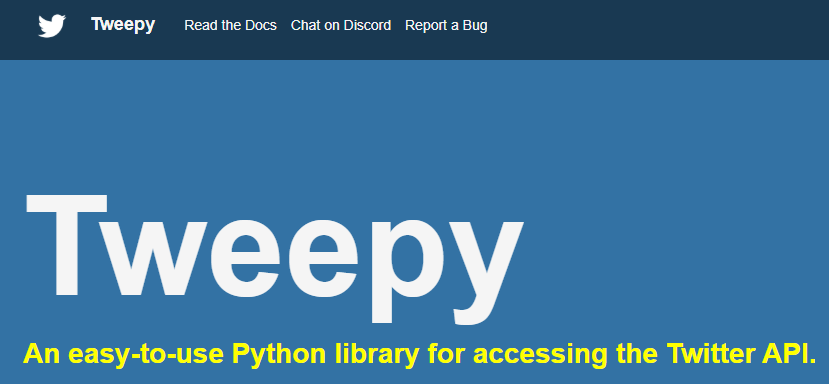 Tweepy Read the Docs Chat on Discord Report a Bug
Tweepy
An easy-to-use Python library for accessing the Twitter API.